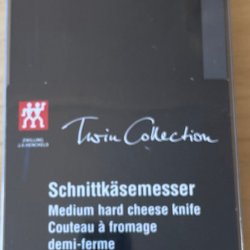 ZWILLING
J.A. HENCKELS
Twin Collection
Schnittkäsemesser
Medium hard cheese knife
Couteau à fromage
demi-ferme